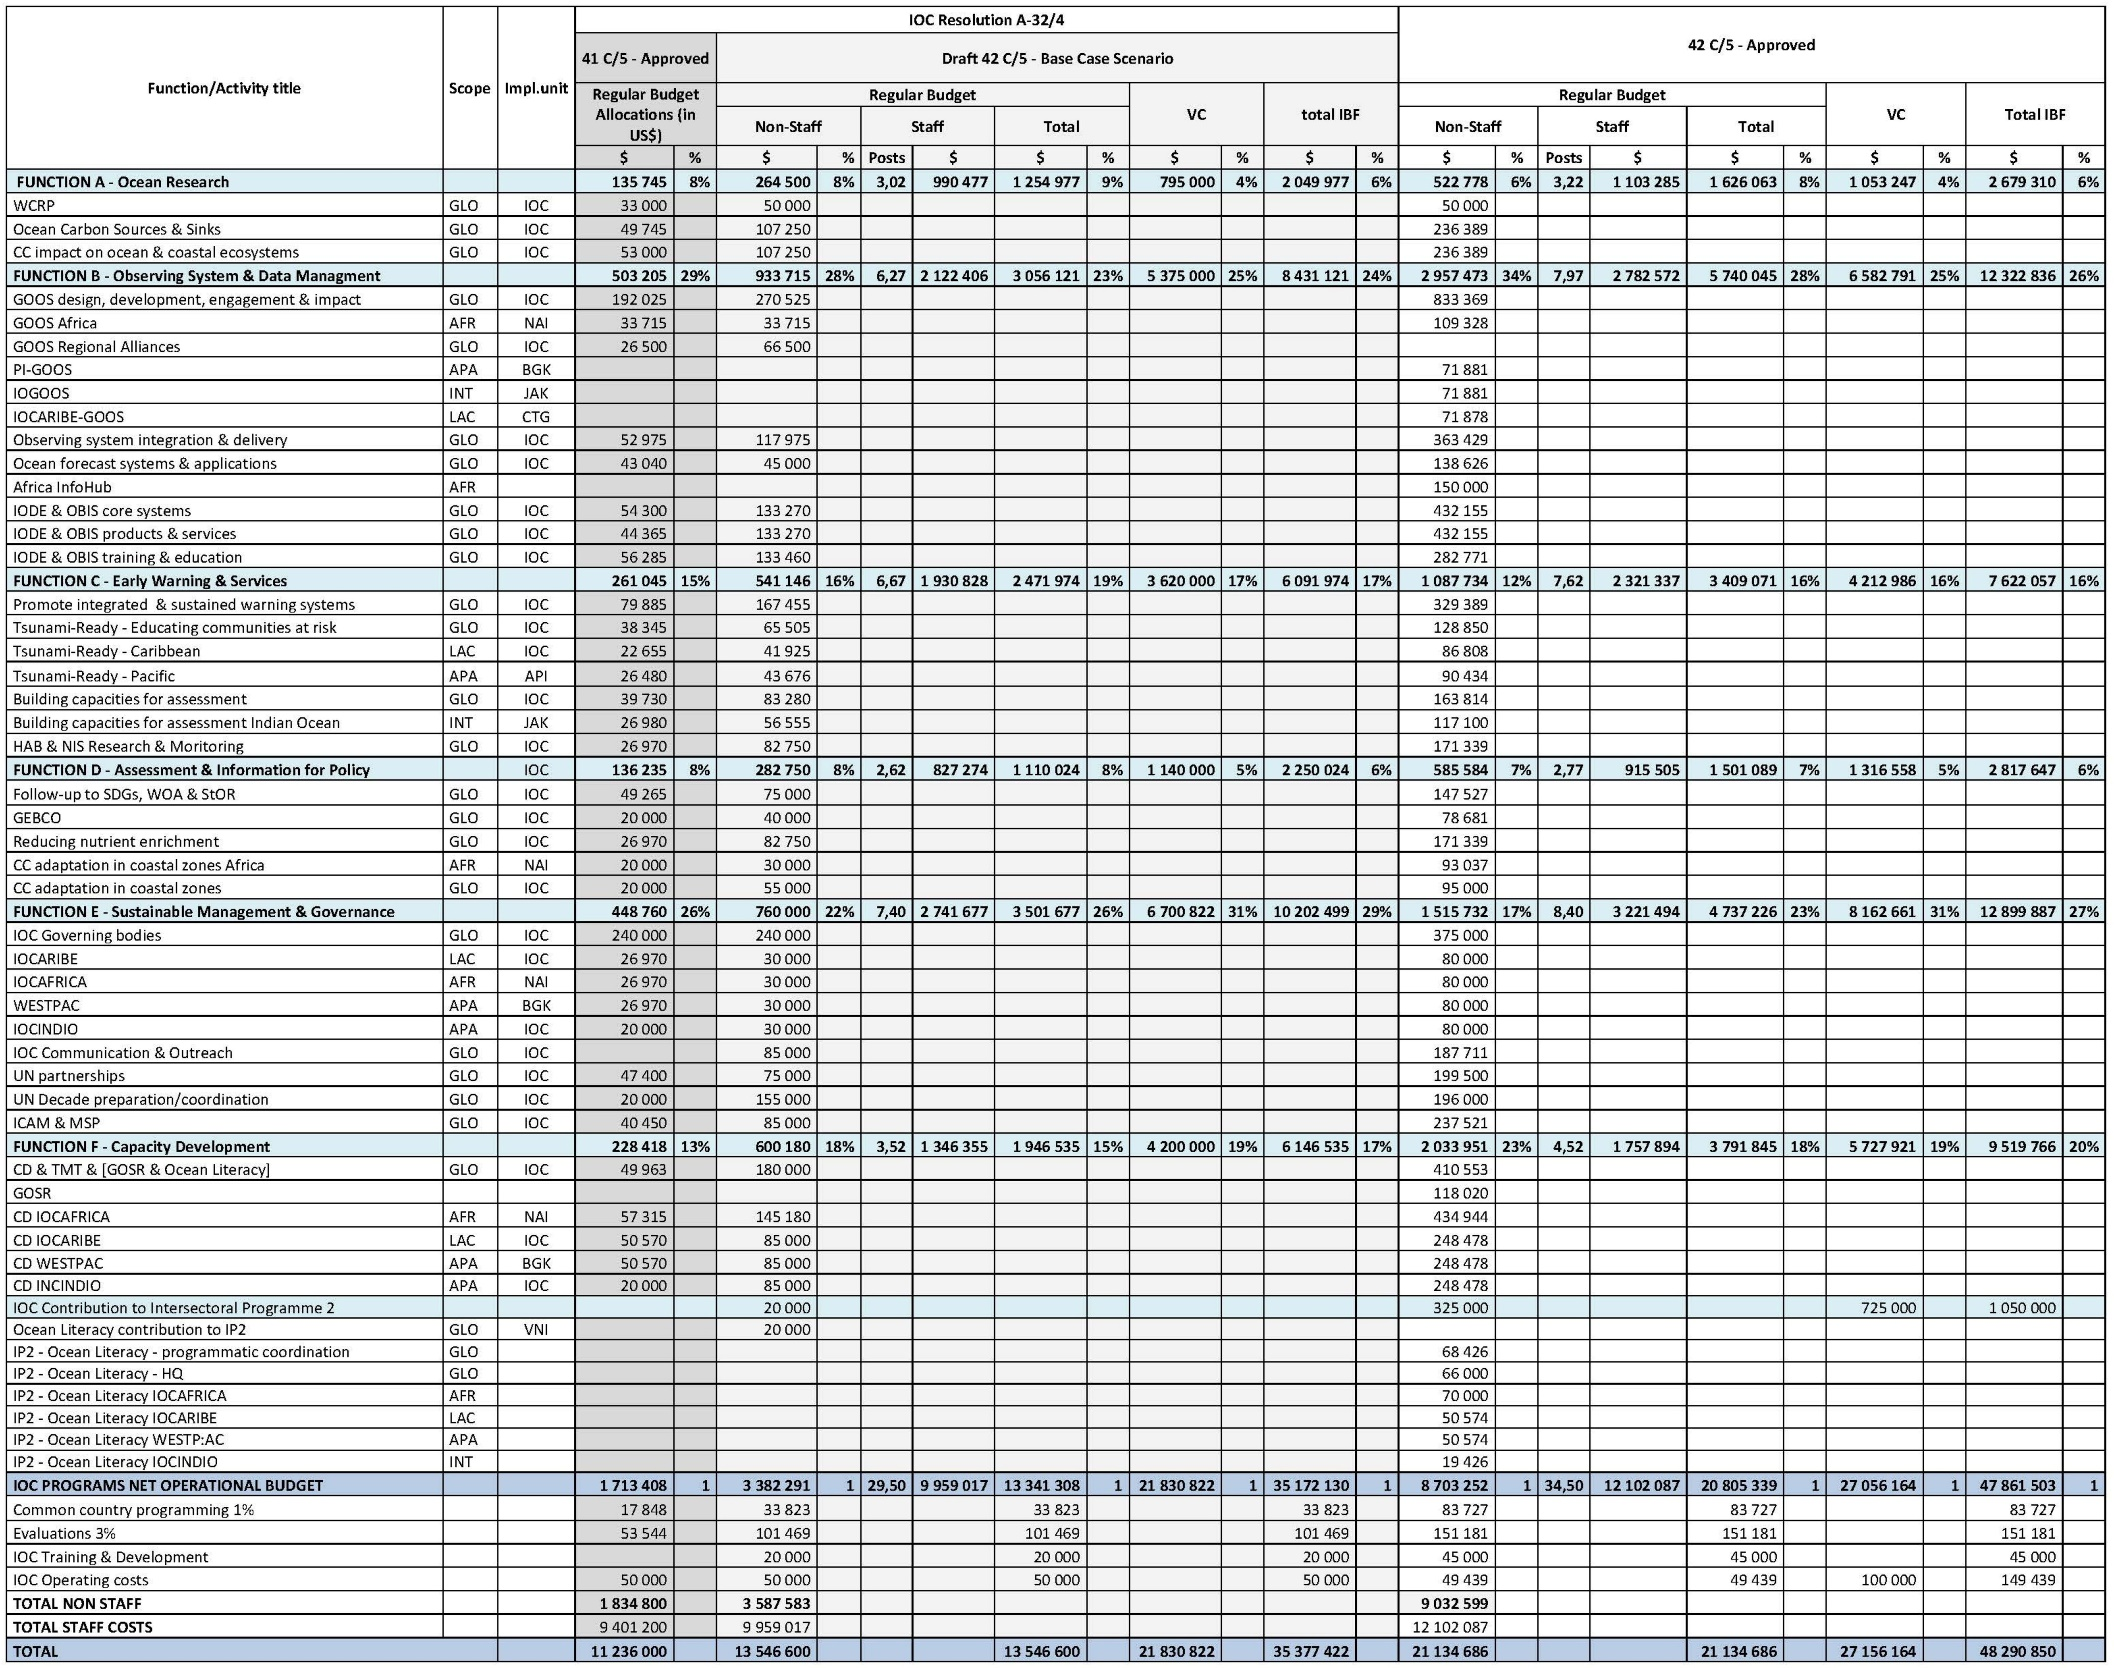 IOC Resolution A-32/4
42 C/5 - Approved
41 C/5 - Approved Draft 42 C/5 - Base Case Scenario
Function/Activity title Scope Impl.unit Regular Budget Allocations (in US$) Regular Budget VC total IBF Regular Budget VC Total IBF
Non-Staff Staff Total Non-Staff Staff Total
$ % $ % Posts $ $ % $ % $ % $ % Posts $ $ % $ % $ %
FUNCTION A - Ocean Research 135 745 8% 264 500 8% 3,02 990 477 1 254 977 9% 795 000 4% 2 049 977 6% 522 778 6% 3,22 1 103 285 1 626 063 8% 1 053 247 4% 2 679 310 6%
WCRP GLO IOC 33 000 50 000 50 000
Ocean Carbon Sources & Sinks GLO IOC 49 745 107 250 236 389
CC impact on ocean & coastal ecosystems GLO IOC 53 000 107 250 236 389
FUNCTION B - Observing System & Data Managment 503 205 29% 933 715 28% 6,27 2 122 406 3 056 121 23% 5 375 000 25% 8 431 121 24% 2 957 473 34% 7,97 2 782 572 5 740 045 28% 6 582 791 25% 12 322 836 26%
GOOS design, development, engagement & impact GLO IOC 192 025 270 525 833 369
GOOS Africa AFR NAI 33 715 33 715 109 328
GOOS Regional Alliances GLO IOC 26 500 66 500
PI-GOOS APA BGK 71 881
IOGOOS INT JAK 71 881
IOCARIBE-GOOS LAC CTG 71 878
Observing system integration & delivery GLO IOC 52 975 117 975 363 429
Ocean forecast systems & applications GLO IOC 43 040 45 000 138 626
Africa InfoHub AFR 150 000
IODE & OBIS core systems GLO IOC 54 300 133 270 432 155
IODE & OBIS products & services GLO IOC 44 365 133 270 432 155
IODE & OBIS training & education GLO IOC 56 285 133 460 282 771
FUNCTION C - Early Warning & Services 261 045 15% 541 146 16% 6,67 1 930 828 2 471 974 19% 3 620 000 17% 6 091 974 17% 1 087 734 12% 7,62 2 321 337 3 409 071 16% 4 212 986 16% 7 622 057 16%
Promote integrated & sustained warning systems GLO IOC 79 885 167 455 329 389
Tsunami-Ready - Educating communities at risk GLO IOC 38 345 65 505 128 850
Tsunami-Ready - Caribbean LAC IOC 22 655 41 925 86 808
Tsunami-Ready - Pacific APA API 26 480 43 676 90 434
Building capacities for assessment GLO IOC 39 730 83 280 163 814
Building capacities for assessment Indian Ocean INT JAK 26 980 56 555 117 100
HAB & NIS Research & Moritoring GLO IOC 26 970 82 750 171 339
FUNCTION D - Assessment & Information for Policy IOC 136 235 8% 282 750 8% 2,62 827 274 1 110 024 8% 1 140 000 5% 2 250 024 6% 585 584 7% 2,77 915 505 1 501 089 7% 1 316 558 5% 2 817 647 6%
Follow-up to SDGs, WOA & StOR GLO IOC 49 265 75 000 147 527
GEBCO GLO IOC 20 000 40 000 78 681
Reducing nutrient enrichment GLO IOC 26 970 82 750 171 339
CC adaptation in coastal zones Africa AFR NAI 20 000 30 000 93 037
CC adaptation in coastal zones GLO IOC 20 000 55 000 95 000
FUNCTION E - Sustainable Management & Governance 448 760 26% 760 000 22% 7,40 2 741 677 3 501 677 26% 6 700 822 31% 10 202 499 29% 1 515 732 17% 8,40 3 221 494 4 737 226 23% 8 162 661 31% 12 899 887 27%
IOC Governing bodies GLO IOC 240 000 240 000 375 000
IOCARIBE LAC IOC 26 970 30 000 80 000
IOCAFRICA AFR NAI 26 970 30 000 80 000
WESTPAC APA BGK 26 970 30 000 80 000
IOCINDIO APA IOC 20 000 30 000 80 000
IOC Communication & Outreach GLO IOC 85 000 187 711
UN partnerships GLO IOC 47 400 75 000 199 500
UN Decade preparation/coordination GLO IOC 20 000 155 000 196 000
ICAM & MSP GLO IOC 40 450 85 000 237 521
FUNCTION F - Capacity Development 228 418 13% 600 180 18% 3,52 1 346 355 1 946 535 15% 4 200 000 19% 6 146 535 17% 2 033 951 23% 4,52 1 757 894 3 791 845 18% 5 727 921 19% 9 519 766 20%
CD & TMT & [GOSR & Ocean Literacy] GLO IOC 49 963 180 000 410 553
GOSR 118 020
CD IOCAFRICA AFR NAI 57 315 145 180 434 944
CD IOCARIBE LAC IOC 50 570 85 000 248 478
CD WESTPAC APA BGK 50 570 85 000 248 478
CD INCINDIO APA IOC 20 000 85 000 248 478
IOC Contribution to Intersectoral Programme 2 20 000 325 000 725 000 1 050 000
Ocean Literacy contribution to IP2 GLO VNI 20 000
IP2 - Ocean Literacy - programmatic coordination GLO 68 426
IP2 - Ocean Literacy - HQ GLO 66 000
IP2 - Ocean Literacy IOCAFRICA AFR 70 000
IP2 - Ocean Literacy IOCARIBE LAC 50 574
IP2 - Ocean Literacy WESTP:AC APA 50 574
IP2 - Ocean Literacy IOCINDIO INT 19 426
IOC PROGRAMS NET OPERATIONAL BUDGET 1 713 408 1 3 382 291 1 29,50 9 959 017 13 341 308 1 21 830 822 1 35 172 130 1 8 703 252 1 34,50 12 102 087 20 805 339 1 27 056 164 1 47 861 503 1
Common country programming 1% 17 848 33 823 33 823 33 823 83 727 83 727 83 727
Evaluations 3% 53 544 101 469 101 469 101 469 151 181 151 181 151 181
IOC Training & Development 20 000 20 000 20 000 45 000 45 000 45 000
IOC Operating costs 50 000 50 000 50 000 50 000 49 439 49 439 100 000 149 439
TOTAL NON STAFF 1 834 800 3 587 583 9 032 599
TOTAL STAFF COSTS 9 401 200 9 959 017 12 102 087
TOTAL 11 236 000 13 546 600 13 546 600 21 830 822 35 377 422 21 134 686 21 134 686 27 156 164 48 290 850